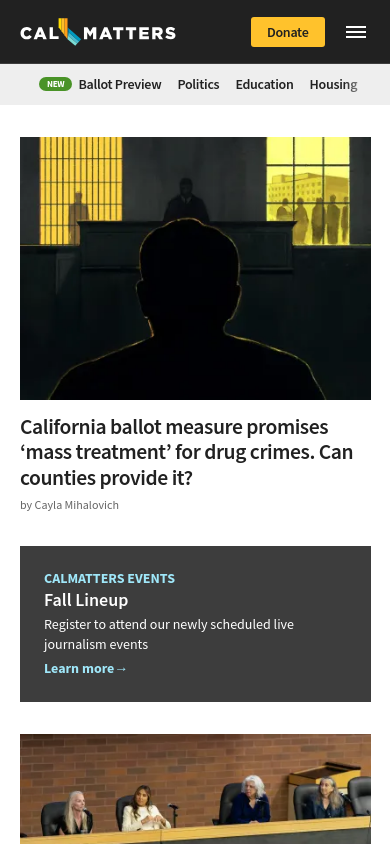 CALMATTERS
Donate
NEW Ballot Preview Politics Education Housing
California ballot measure promises
‘mass treatment’ for drug crimes. Can
counties provide it?
by Cayla Mihalovich
CALMATTERS EVENTS
Fall Lineup
Register to attend our newly scheduled live
journalism events
Learn more→